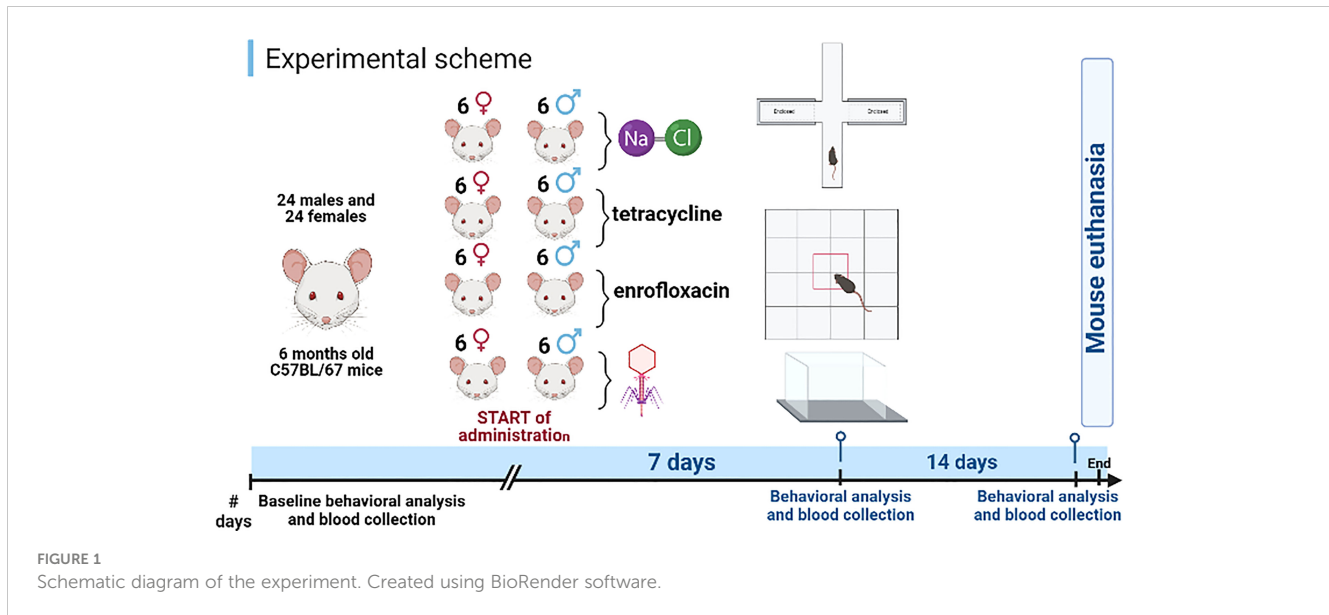 Experimental scheme
6 ♀ 6 ♂
Na Cl
6 ♀ 6 ♂
tetracycline
6 ♀ 6 ♂
enrofloxacin
6 ♀ 6 ♂
24 males and
24 females
6 months old
C57BL/67 mice
START of
administration
Enclosed
Enclosed
Mouse euthanasia
7 days
14 days
End
#
days
Baseline behavioral analysis
and blood collection
Behavioral analysis
and blood collection
Behavioral analysis
and blood collection
FIGURE 1
Schematic diagram of the experiment. Created using BioRender software.